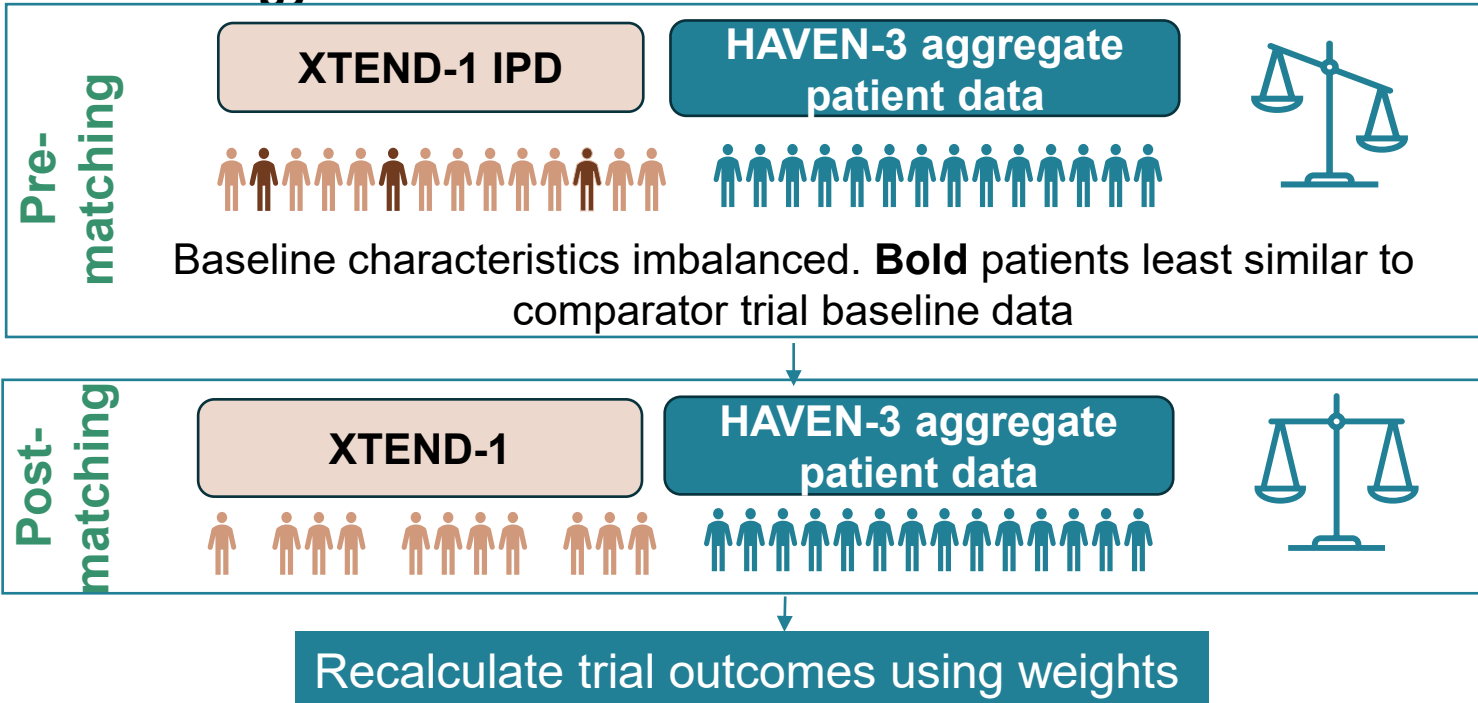 Pre-
matching
XTEND-1 IPD
HAVEN-3 aggregate
patient data
Baseline characteristics imbalanced. Bold patients least similar to
comparator trial baseline data
Post-
matching
XTEND-1
HAVEN-3 aggregate
patient data
Recalculate trial outcomes using weights